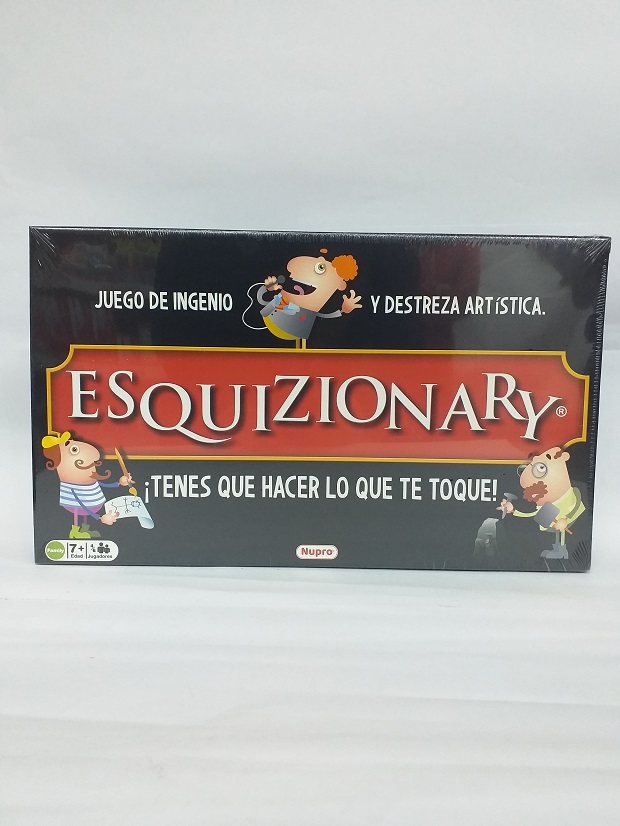 JUEGO DE INGENIO Y DESTREZA ARTíSTICA.
ESQUIZIONARY®
¡TENES QUE HACER LO QUE TE TOQUE!
Family 7+ Edad Jugadores
Nupro